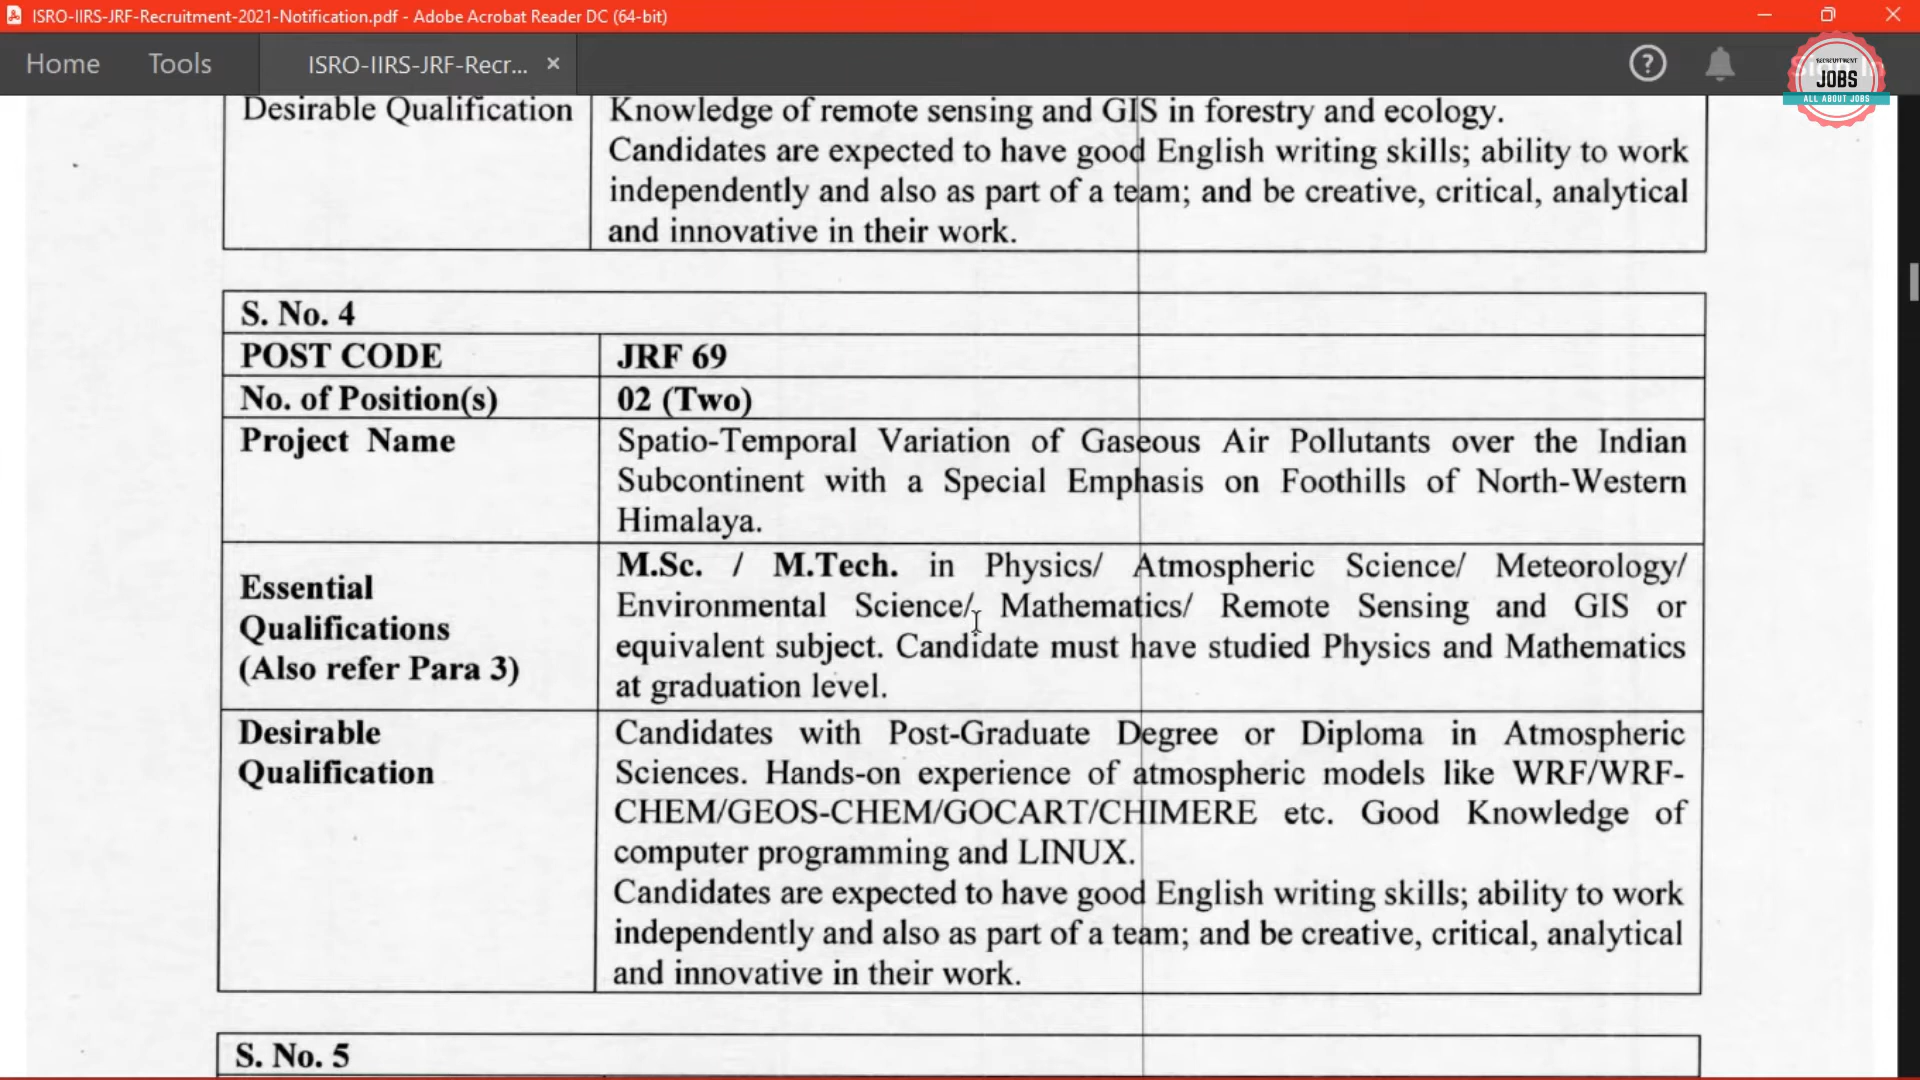 ISRO-IIRS-JRF-Recruitment-2021-Notification.pdf - Adobe Acrobat Reader DC (64-bit)
Home
Tools
ISRO-IIRS-JRF-Recr...
RECRUITMENT
JOBS
ALL ABOUT JOBS
Desirable Qualification
Knowledge of remote sensing and GIS in forestry and ecology.
Candidates are expected to have good English writing skills; ability to work
independently and also as part of a team; and be creative, critical, analytical
and innovative in their work.
S. No. 4
POST CODE
JRF 69
No. of Position(s)
02 (Two)
Project Name
Spatio-Temporal Variation of Gaseous Air Pollutants over the Indian
Subcontinent with a Special Emphasis on Foothills of North-Western
Himalaya.
Essential
Qualifications
(Also refer Para 3)
M.Sc. / M.Tech. in Physics/ Atmospheric Science/ Meteorology/
Environmental Science/ Mathematics/ Remote Sensing and GIS or
equivalent subject. Candidate must have studied Physics and Mathematics
at graduation level.
Desirable
Qualification
Candidates with Post-Graduate Degree or Diploma in Atmospheric
Sciences. Hands-on experience of atmospheric models like WRF/WRF-
CHEM/GEOS-CHEM/GOCART/CHIMERE etc. Good Knowledge of
computer programming and LINUX.
Candidates are expected to have good English writing skills; ability to work
independently and also as part of a team; and be creative, critical, analytical
and innovative in their work.
S. No. 5